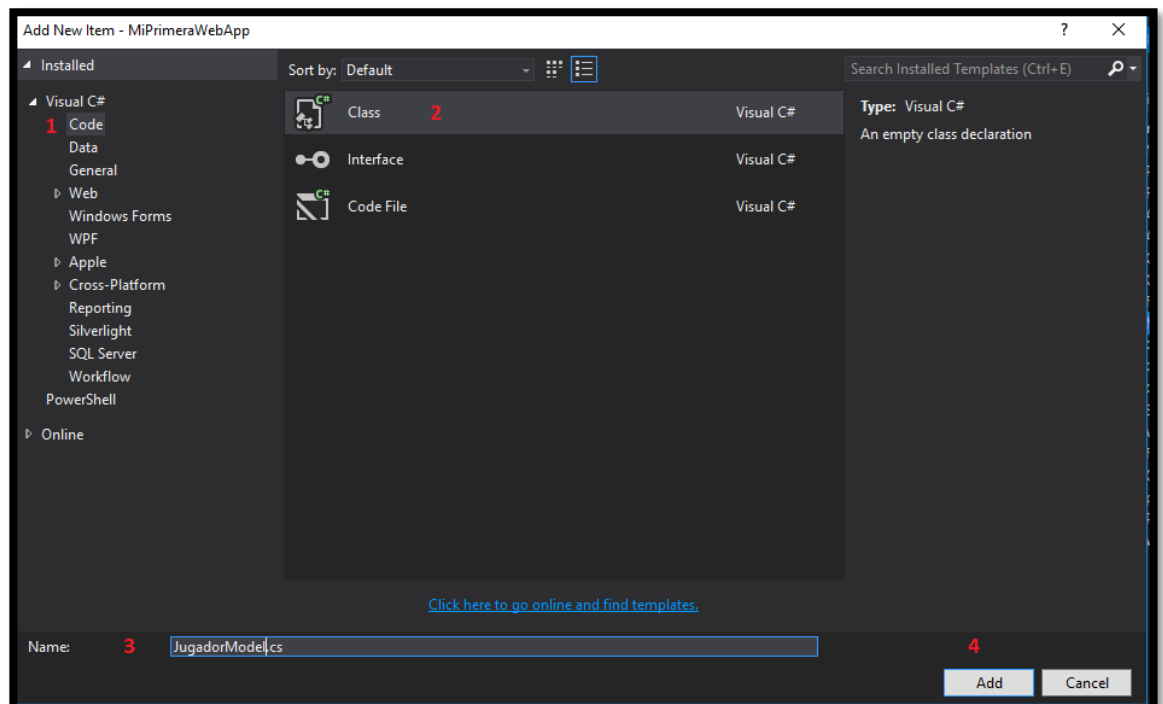 Add New Item - MiPrimeraWebApp
?
Installed
Sort by: Default
Search Installed Templates (Ctrl+E)
Visual C#
1 Code
Data
General
Web
Windows Forms
WPF
Apple
Cross-Platform
Reporting
Silverlight
SQL Server
Workflow
PowerShell
Online
C# Class 2 Visual C#
Interface Visual C#
C# Code File Visual C#
Type: Visual C#
An empty class declaration
Click here to go online and find templates.
Name: 3 JugadorModel.cs
4
Add Cancel